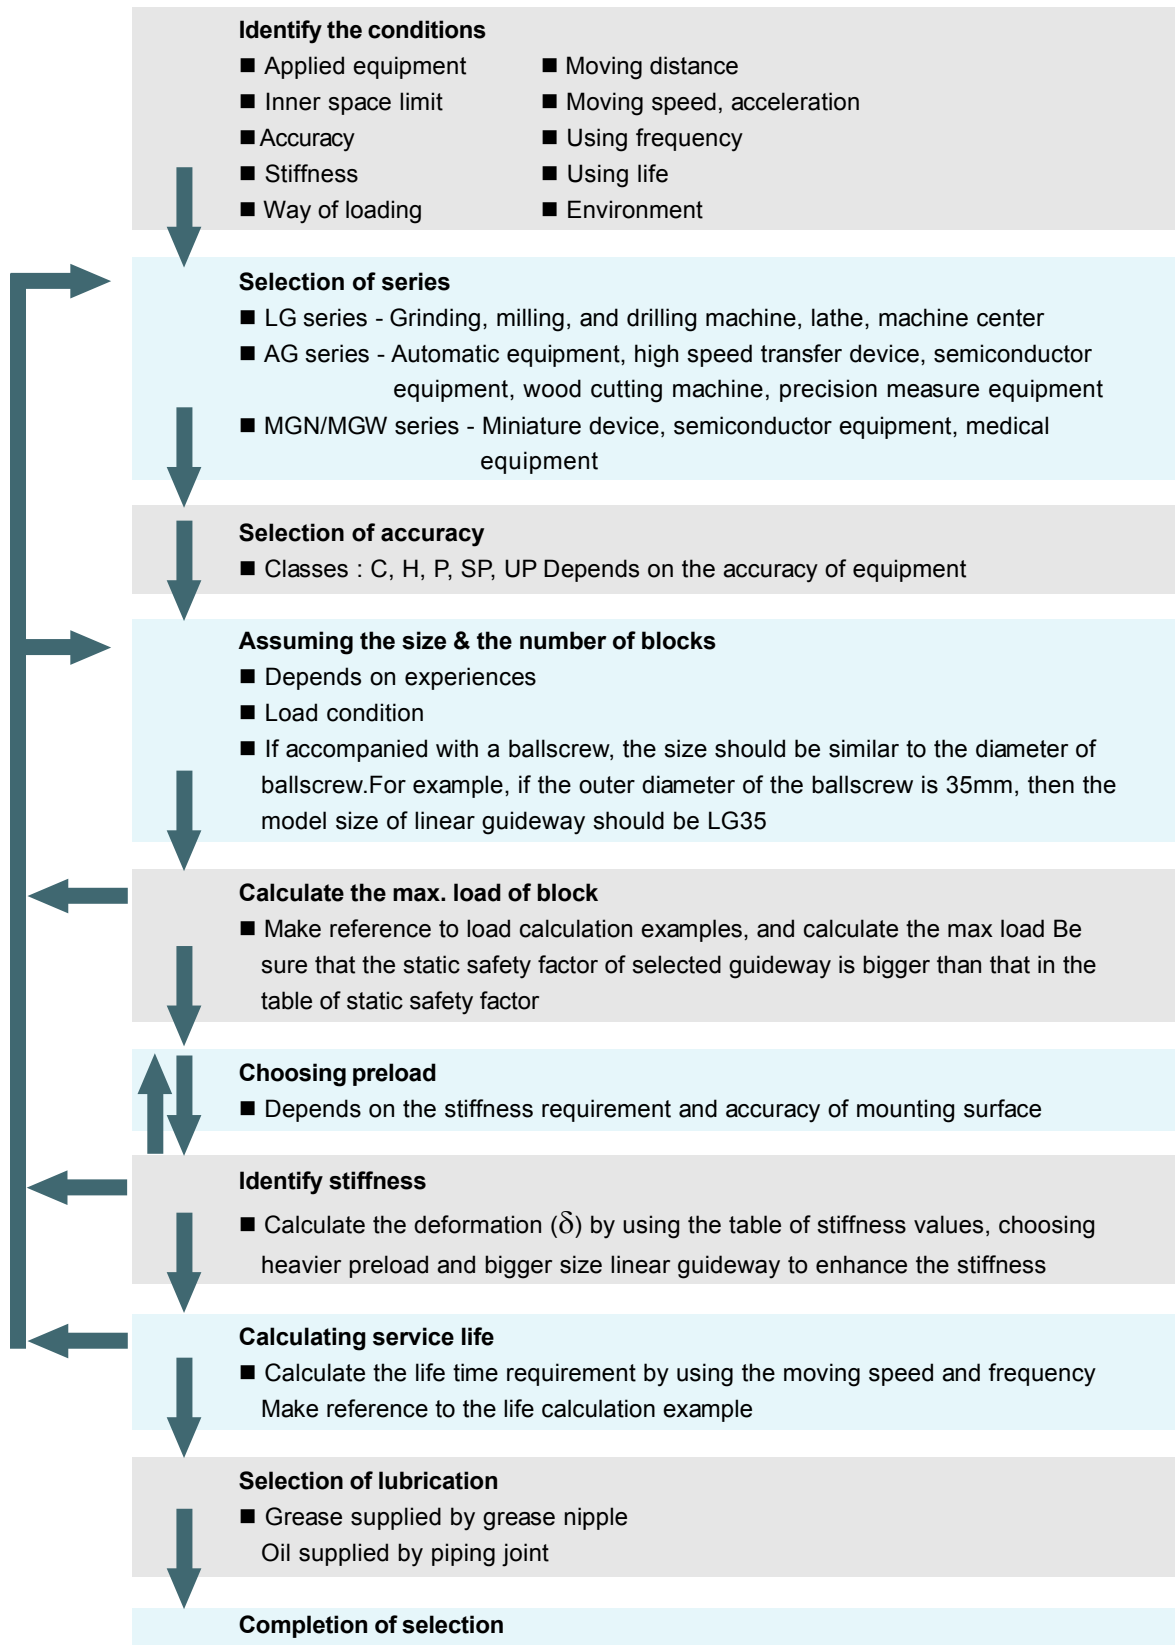 Identify the conditions
■ Applied equipment ■ Moving distance
■ Inner space limit ■ Moving speed, acceleration
■ Accuracy ■ Using frequency
■ Stiffness ■ Using life
■ Way of loading ■ Environment
Selection of series
■ LG series - Grinding, milling, and drilling machine, lathe, machine center
■ AG series - Automatic equipment, high speed transfer device, semiconductor
equipment, wood cutting machine, precision measure equipment
■ MGN/MGW series - Miniature device, semiconductor equipment, medical
equipment
Selection of accuracy
■ Classes : C, H, P, SP, UP Depends on the accuracy of equipment
Assuming the size & the number of blocks
■ Depends on experiences
■ Load condition
■ If accompanied with a ballscrew, the size should be similar to the diameter of
ballscrew.For example, if the outer diameter of the ballscrew is 35mm, then the
model size of linear guideway should be LG35
Calculate the max. load of block
■ Make reference to load calculation examples, and calculate the max load Be
sure that the static safety factor of selected guideway is bigger than that in the
table of static safety factor
Choosing preload
■ Depends on the stiffness requirement and accuracy of mounting surface
Identify stiffness
■ Calculate the deformation (δ) by using the table of stiffness values, choosing
heavier preload and bigger size linear guideway to enhance the stiffness
Calculating service life
■ Calculate the life time requirement by using the moving speed and frequency
Make reference to the life calculation example
Selection of lubrication
■ Grease supplied by grease nipple
Oil supplied by piping joint
Completion of selection